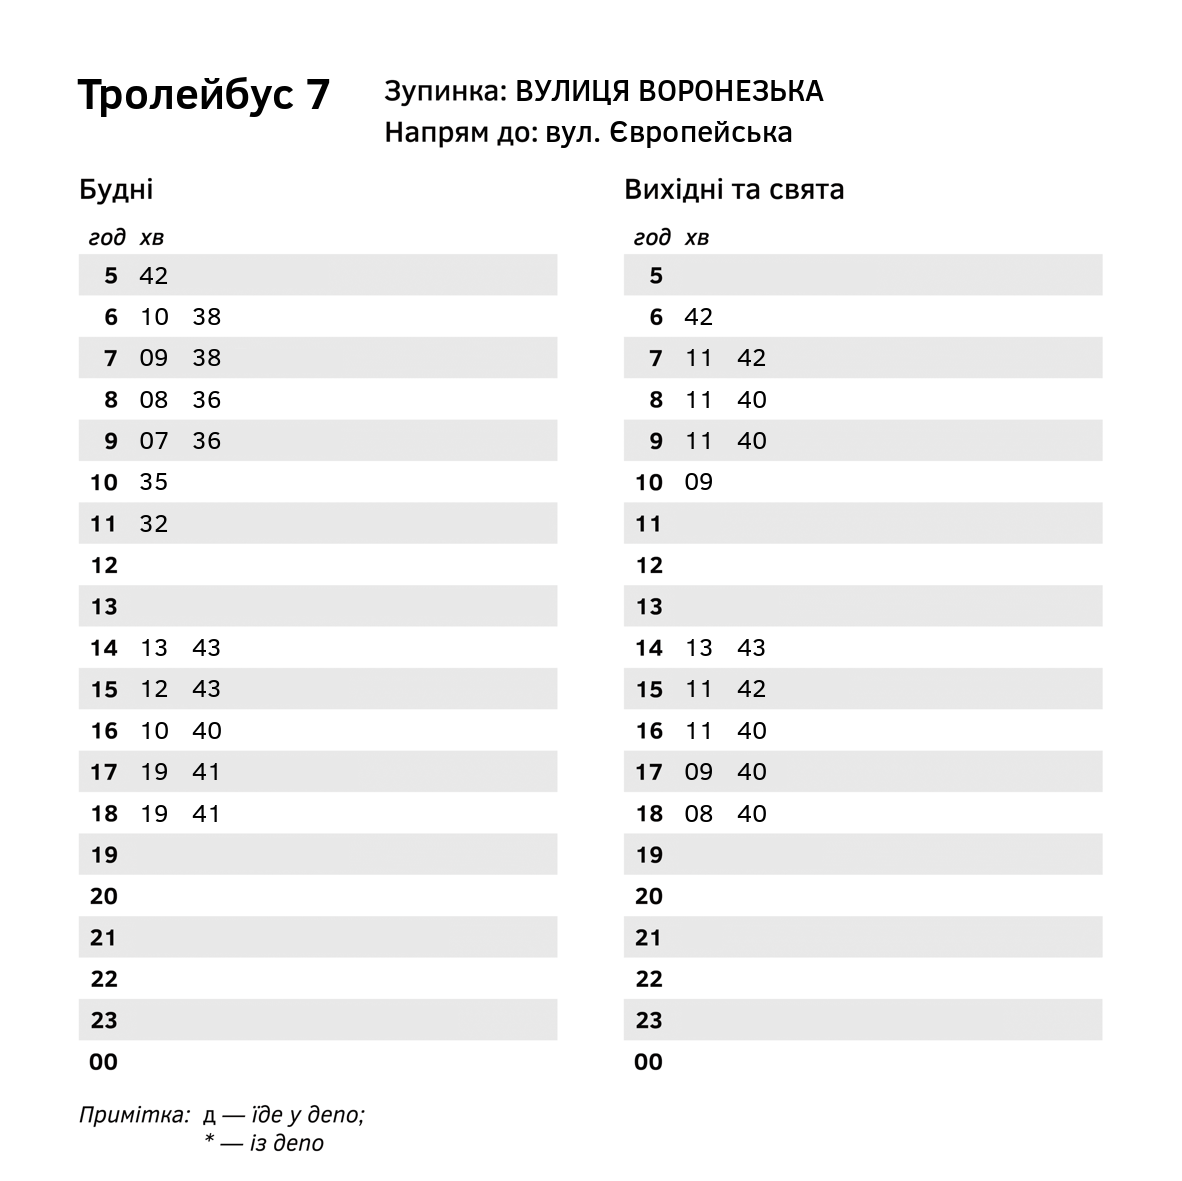 Тролейбус 7
Зупинка: ВУЛИЦЯ ВОРОНЕЗЬКА
Напрям до: вул. Європейська
Будні
год хв
5 42
6 10 38
7 09 38
8 08 36
9 07 36
10 35
11 32
12
13
14 13 43
15 12 43
16 10 40
17 19 41
18 19 41
19
20
21
22
23
00
Вихідні та свята
год хв
5
6 42
7 11 42
8 11 40
9 11 40
10 09
11
12
13
14 13 43
15 11 42
16 11 40
17 09 40
18 08 40
19
20
21
22
23
00
Примітка: д — їде у депо;
* — із депо